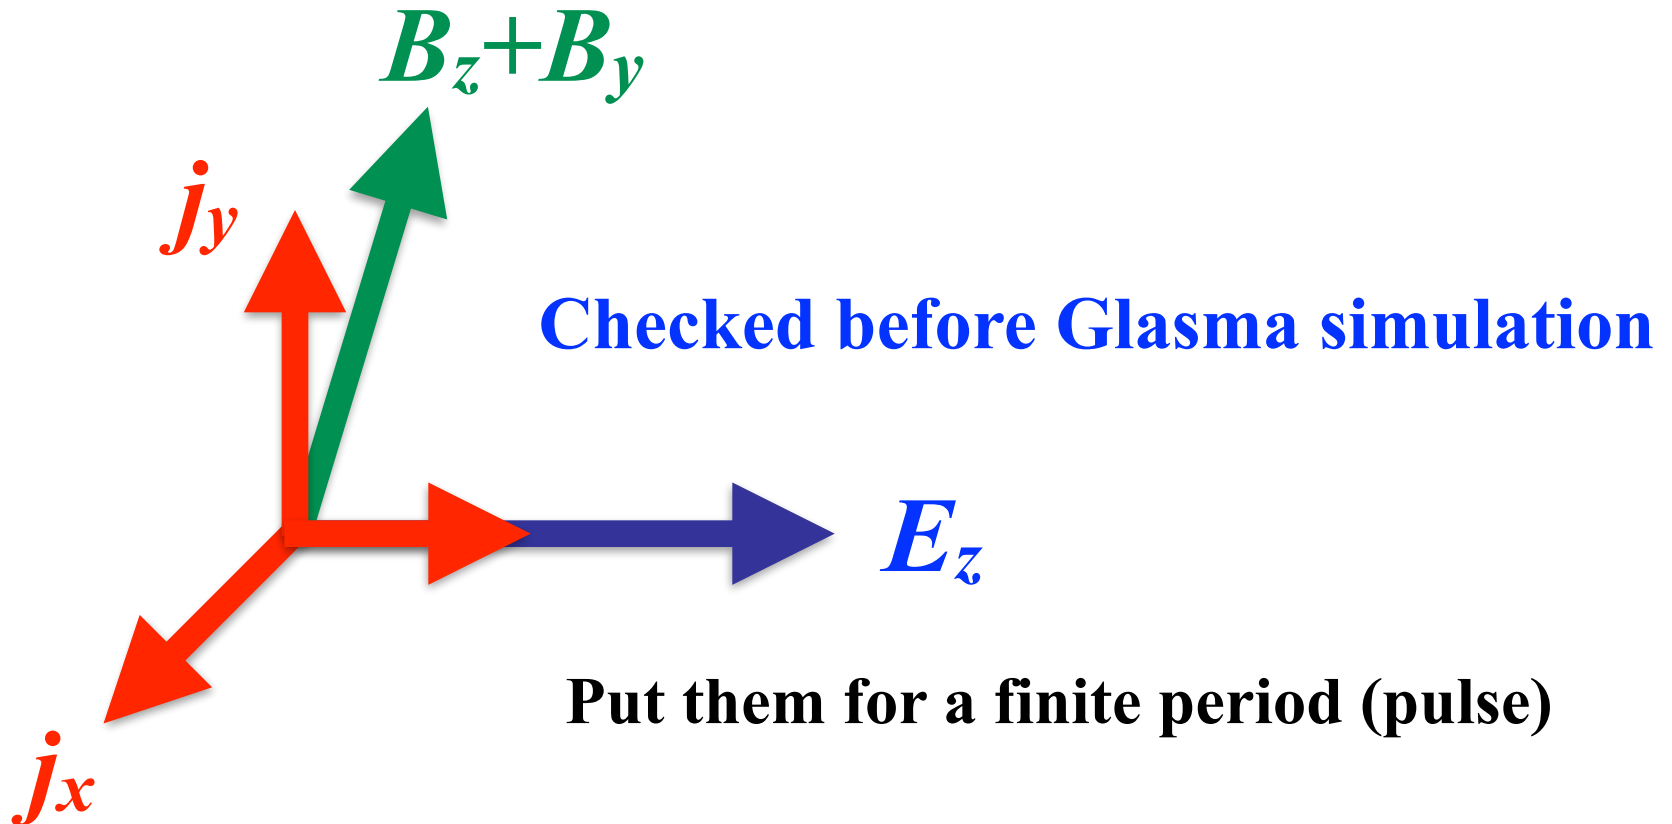 Bz+By
jy
Checked before Glasma simulation
Ez
Put them for a finite period (pulse)
jx